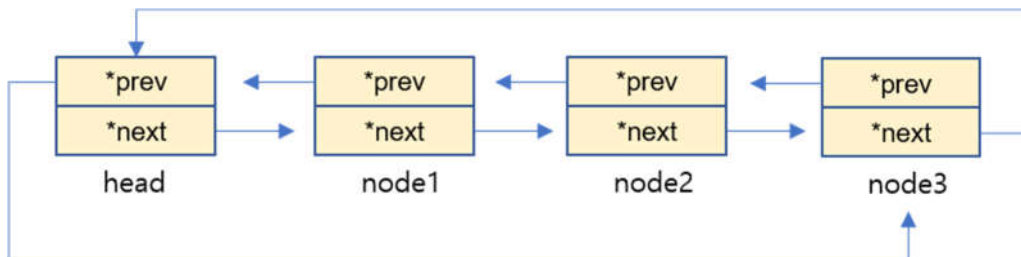 *prev *prev *prev *prev
*next *next *next *next
head node1 node2 node3